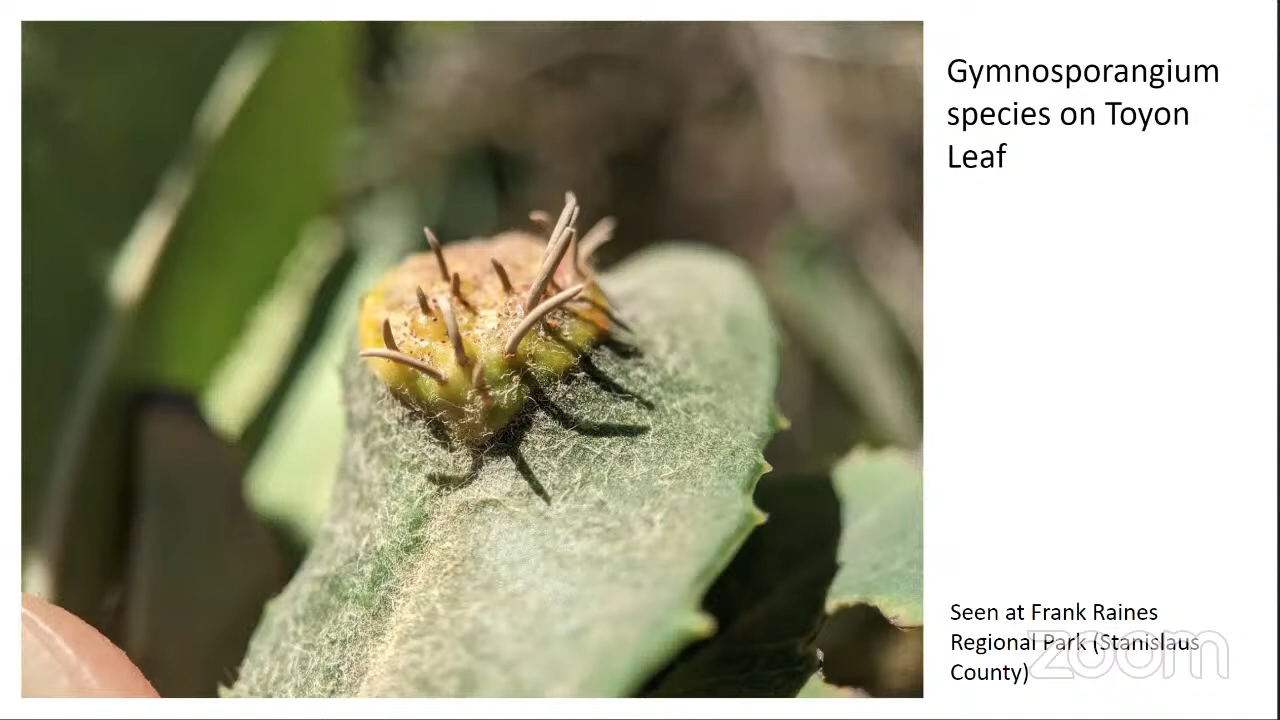 Gymnosporangium
species on Toyon
Leaf
Seen at Frank Raines
Regional Park (Stanislaus
County)
zoom